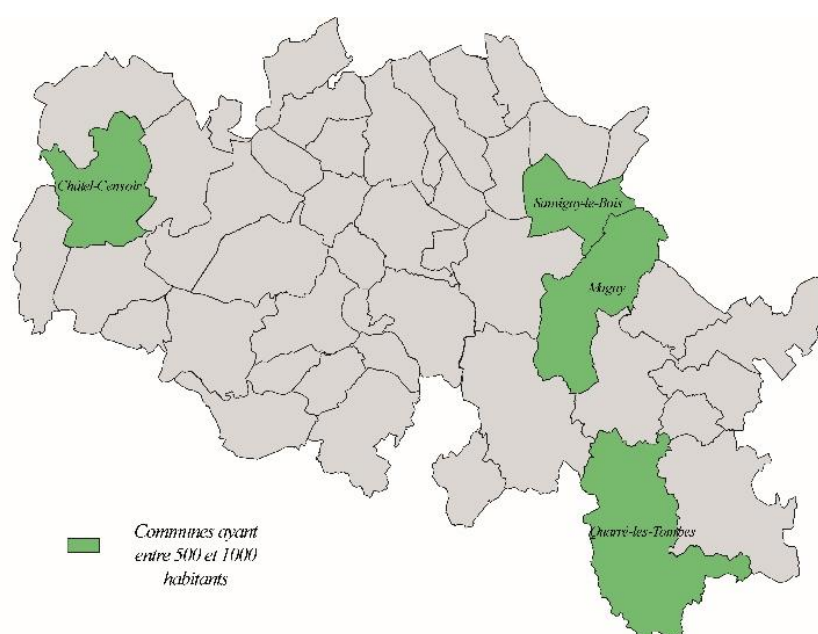 Châtel-Censoir
Sauvigny-le-Bois
Magny
Quarré-les-Tombes
Communes ayant
entre 500 et 1000
habitants